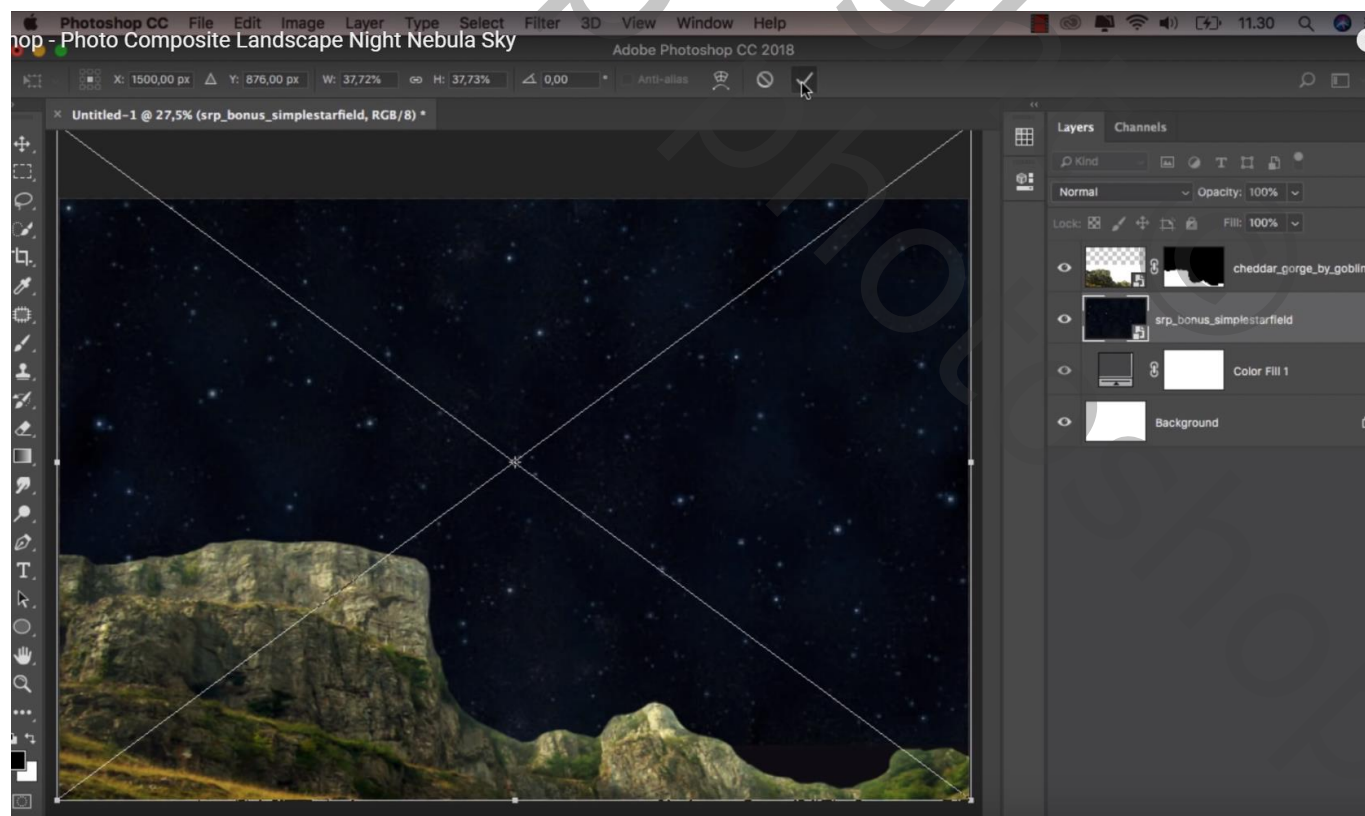 Photoshop CC File Edit Image Layer Type Select Filter 3D View Window Help 11.30
hop - Photo Composite Landscape Night Nebula Sky
Adobe Photoshop CC 2018
X: 1500,00 px Y: 876,00 px W: 37,72% H: 37,73% 0,00 ° Anti-alias
× Untitled-1 @ 27,5% (srp_bonus_simplestarfield, RGB/8) *
Layers Channels
Kind
Normal Opacity: 100%
Lock: Fill: 100%
cheddar_gorge_by_goblin
srp_bonus_simplestarfield
Color Fill 1
Background